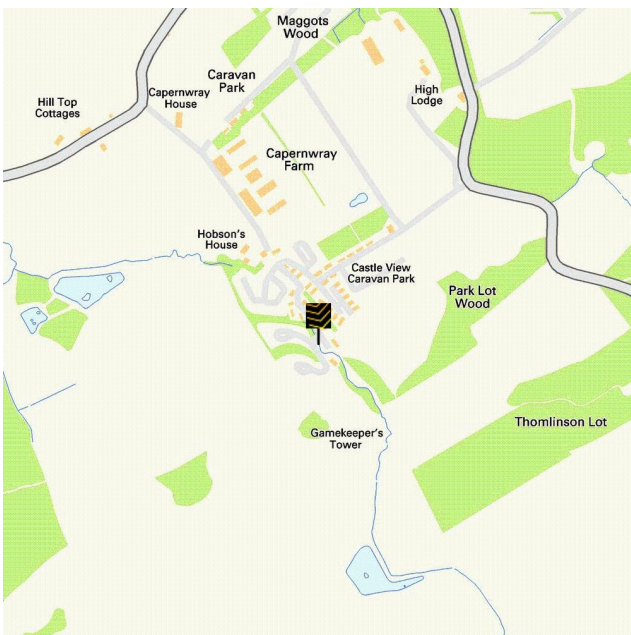 Maggots
Wood
Caravan
Park
Capernwray
House
Hill Top
Cottages
High
Lodge
Capernwray
Farm
Hobson's
House
Castle View
Caravan Park
Park Lot
Wood
Thomlinson Lot
Gamekeeper's
Tower